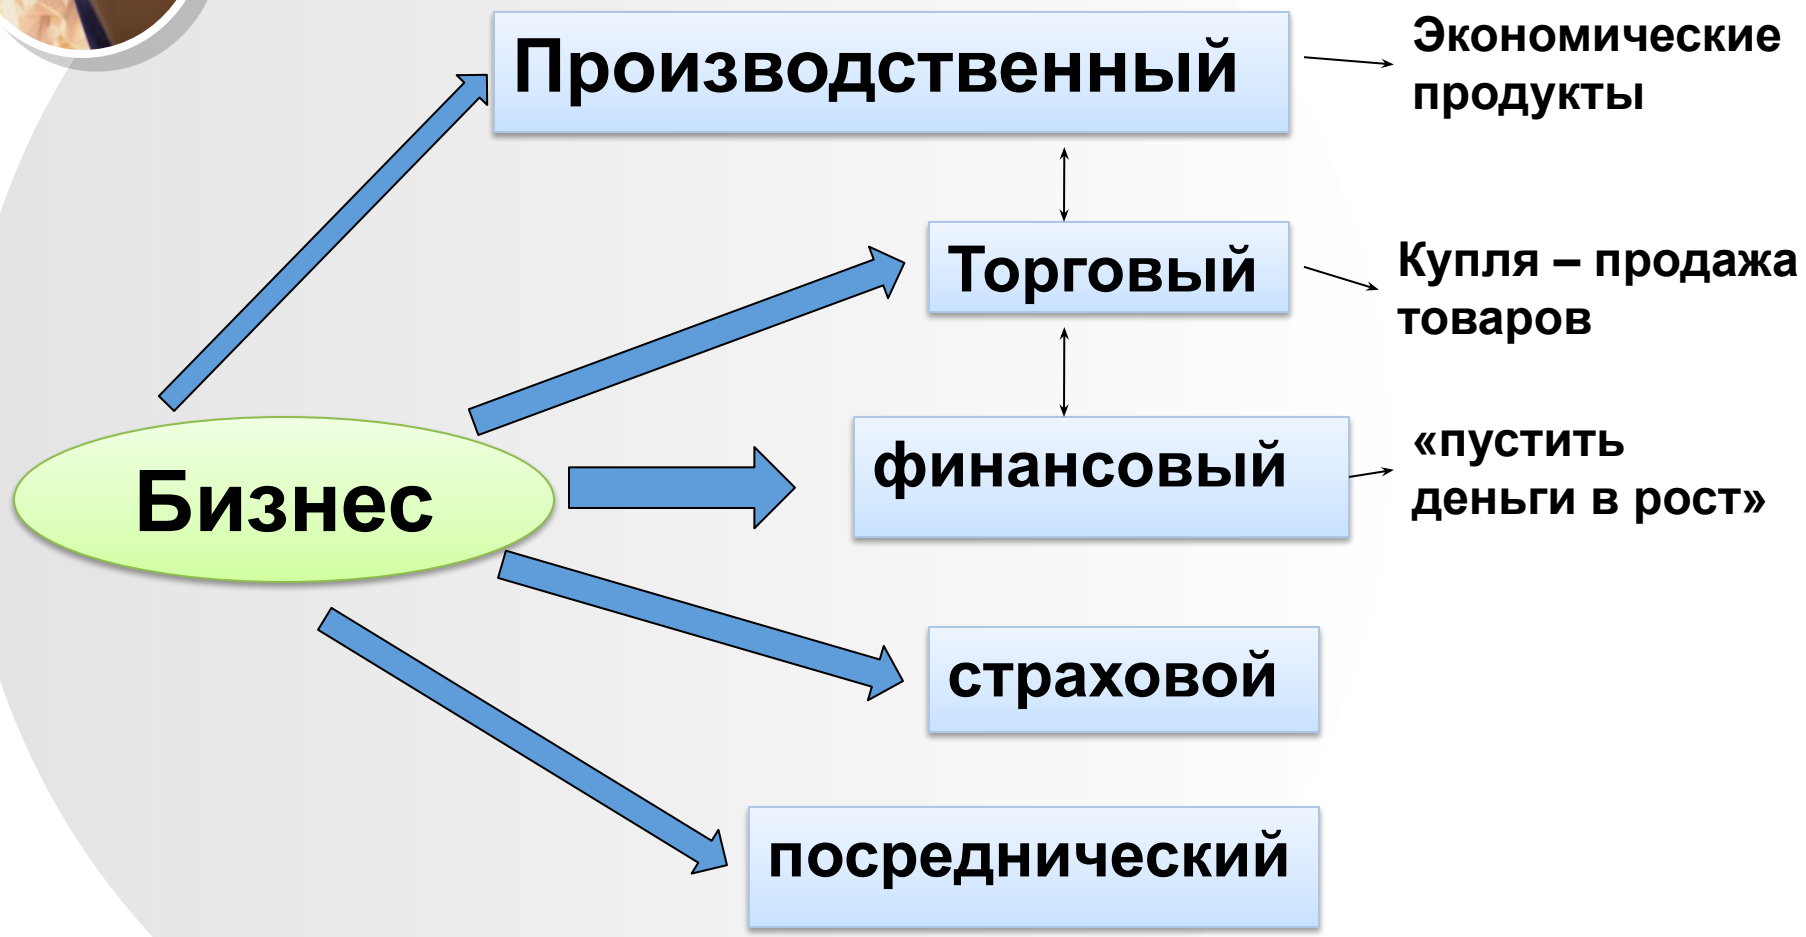 Производственный
Экономические
продукты
Торговый
Купля – продажа
товаров
Бизнес
финансовый
«пустить
деньги в рост»
страховой
посреднический